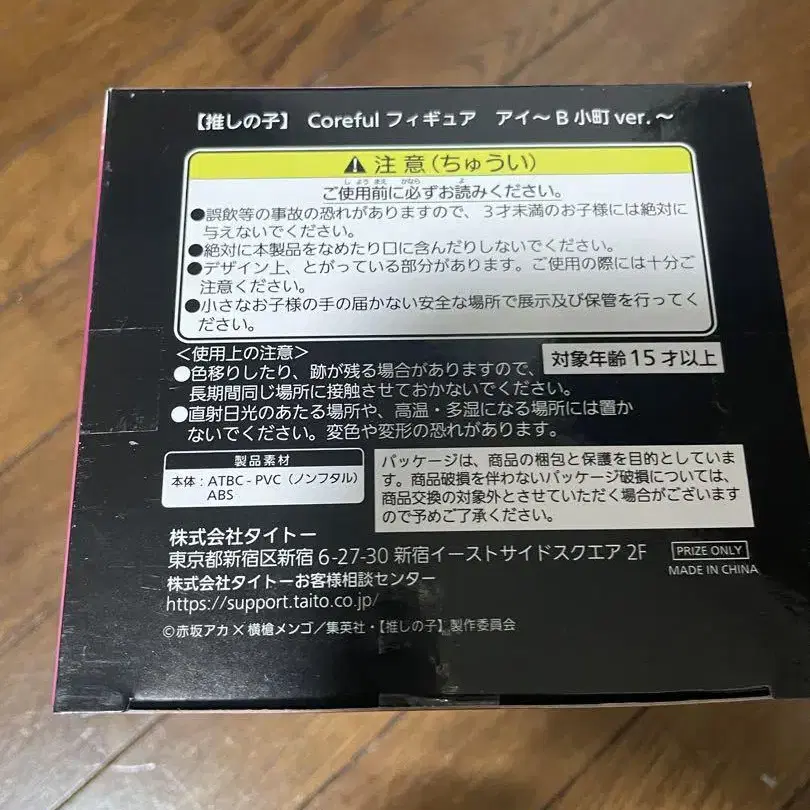 【推しの子】 Coreful フィギュア アイ～B小町 ver.～
⚠注意(ちゅうい)
しようまえ かなら よ
ご使用前に必ずお読みください。
●誤飲等の事故の恐れがありますので、3才未満のお子様には絶対に
与えないでください。
●絶対に本製品をなめたり口に含んだりしないでください。
●デザイン上、とがっている部分があります。ご使用の際には十分ご
注意ください。
●小さなお子様の手の届かない安全な場所で展示及び保管を行ってく
ださい。
＜使用上の注意＞
対象年齢15才以上
●色移りしたり、跡が残る場合がありますので、
長期間同じ場所に接触させておかないでください。
●直射日光のあたる場所や、高温・多湿になる場所には置か
ないでください。変色や変形の恐れがあります。
製品素材
本体：ATBC-PVC（ノンフタル）
ABS
パッケージは、商品の梱包と保護を目的としていま
す。商品破損を伴わないパッケージ破損については、
商品交換の対象外とさせていただく場合がございます
ので予めご了承ください。
株式会社タイトー
東京都新宿区新宿 6-27-30 新宿イーストサイドスクエア 2F
株式会社タイトーお客様相談センター
https://support.taito.co.jp/
PRIZE ONLY
MADE IN CHINA
©赤坂アカ×横槍メンゴ／集英社・【推しの子】製作委員会